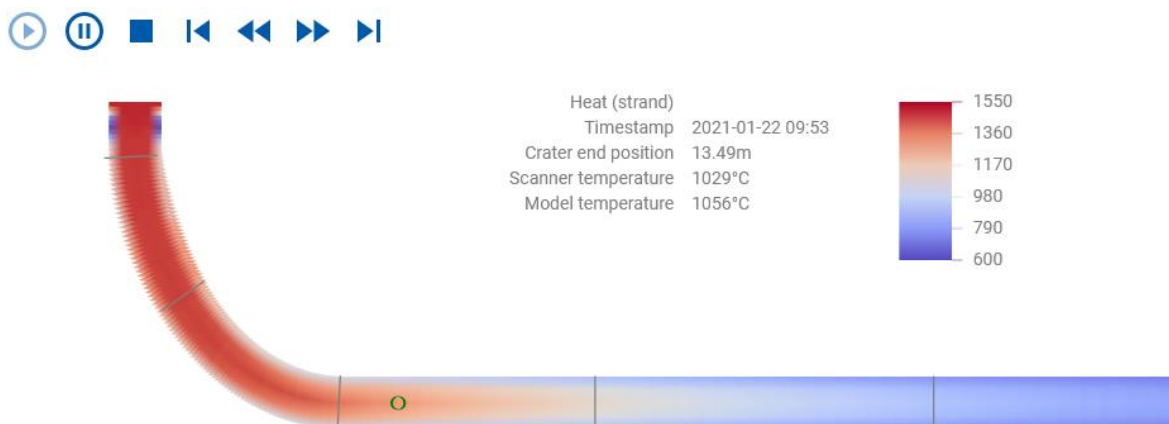 Heat (strand)
Timestamp 2021-01-22 09:53
Crater end position 13.49m
Scanner temperature 1029°C
Model temperature 1056°C
1550
1360
1170
980
790
600
O